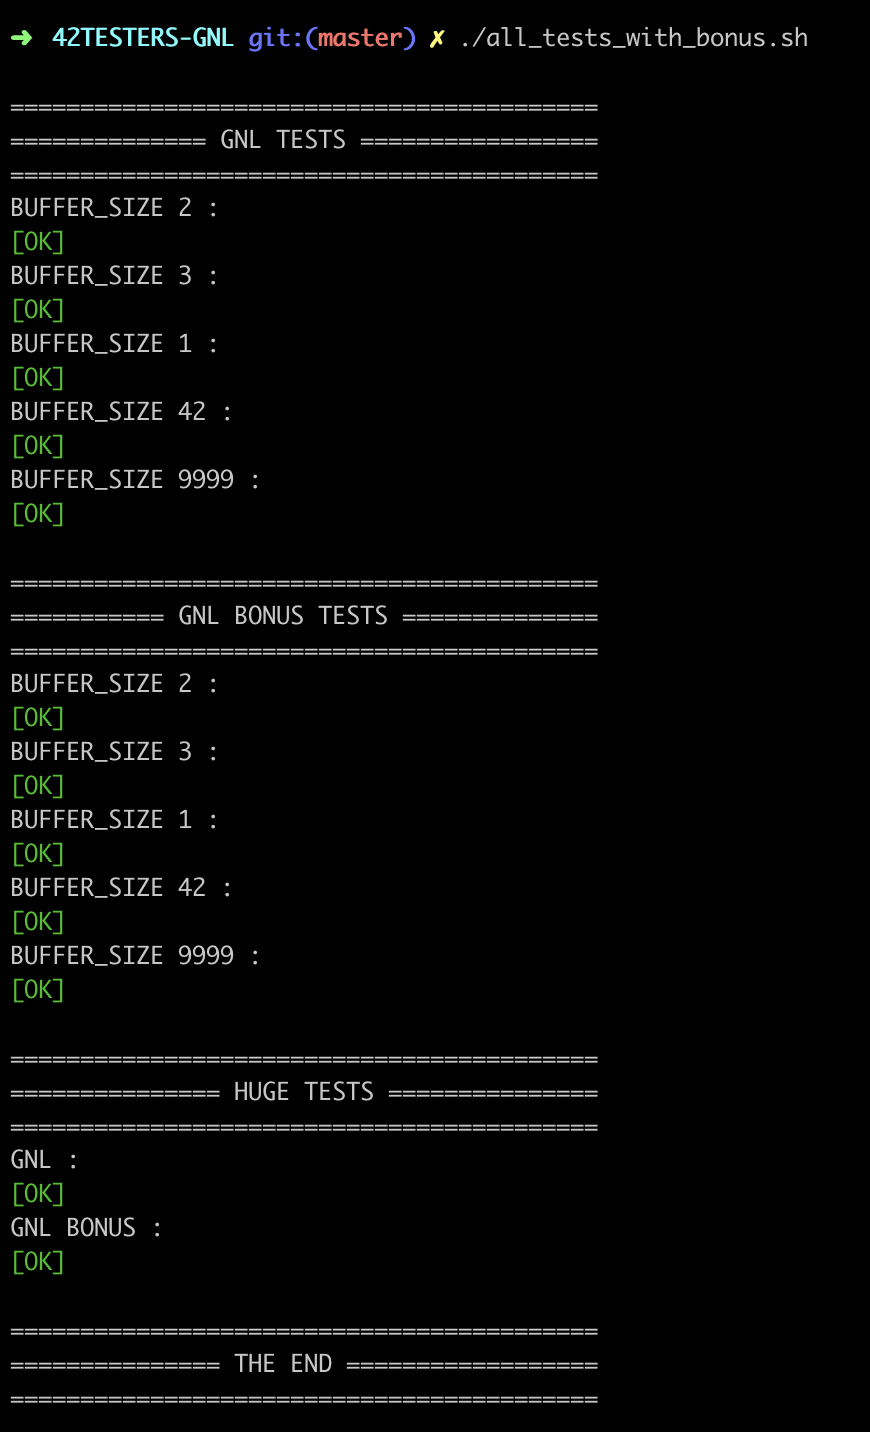 ➜ 42TESTERS-GNL git:(master) ✗ ./all_tests_with_bonus.sh
==========================================
============== GNL TESTS =================
==========================================
BUFFER_SIZE 2 :
[OK]
BUFFER_SIZE 3 :
[OK]
BUFFER_SIZE 1 :
[OK]
BUFFER_SIZE 42 :
[OK]
BUFFER_SIZE 9999 :
[OK]
==========================================
=========== GNL BONUS TESTS ==============
==========================================
BUFFER_SIZE 2 :
[OK]
BUFFER_SIZE 3 :
[OK]
BUFFER_SIZE 1 :
[OK]
BUFFER_SIZE 42 :
[OK]
BUFFER_SIZE 9999 :
[OK]
==========================================
=============== HUGE TESTS ===============
==========================================
GNL :
[OK]
GNL BONUS :
[OK]
==========================================
=============== THE END ==================
==========================================